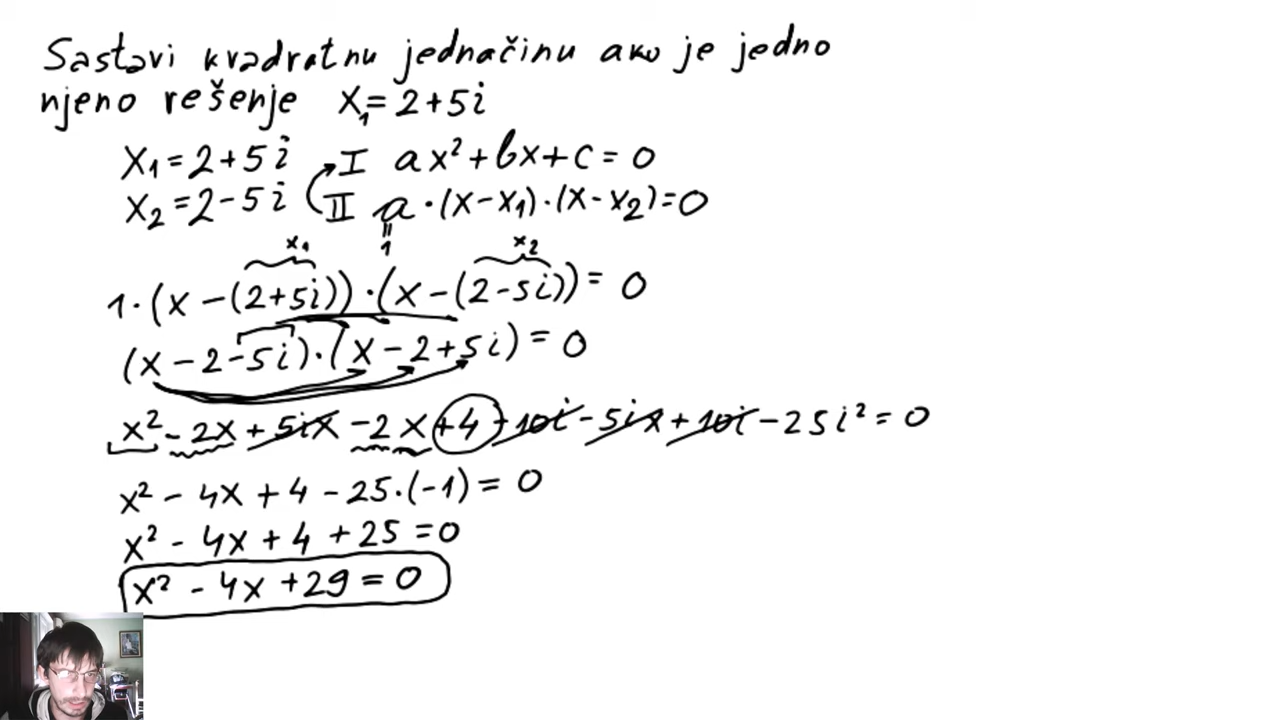 Sastavi kvadratnu jednačinu ako je jedno
njeno rešenje x₁ = 2+5i
x₁ = 2+5i I ax² + bx + c = 0
x₂ = 2-5i II a·(x-x₁)·(x-x₂)=0
x₁ 1 x₂
1·(x-(2+5i))·(x-(2-5i)) = 0
(x-2-5i)·(x-2+5i) = 0
x² - 2x + 5ix - 2x + 4 - 10i - 5ix + 10i - 25i² = 0
x² - 4x + 4 - 25·(-1) = 0
x² - 4x + 4 + 25 = 0
x² - 4x + 29 = 0